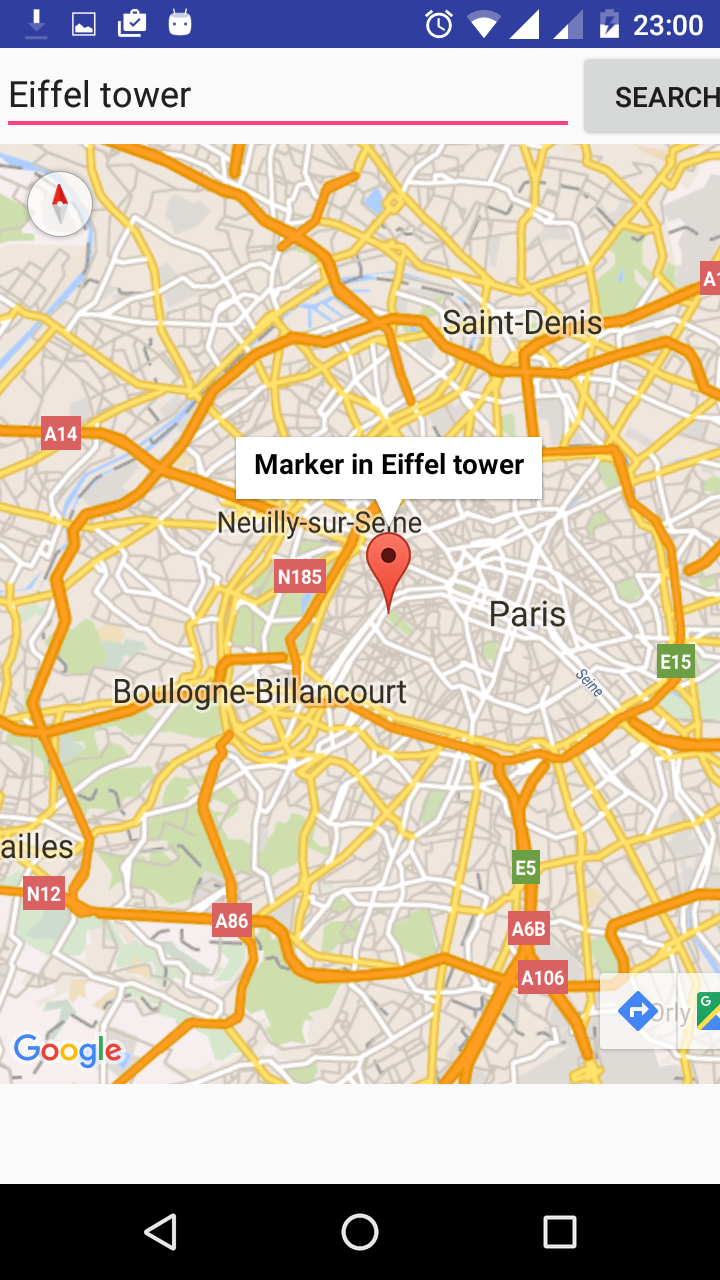 23:00
Eiffel tower
SEARCH
Saint-Denis
A14
Marker in Eiffel tower
Neuilly-sur-Seine
N185
Paris
E15
Boulogne-Billancourt
Seine
ailles
E5
N12
A86
A6B
A106
Orly
G
Google